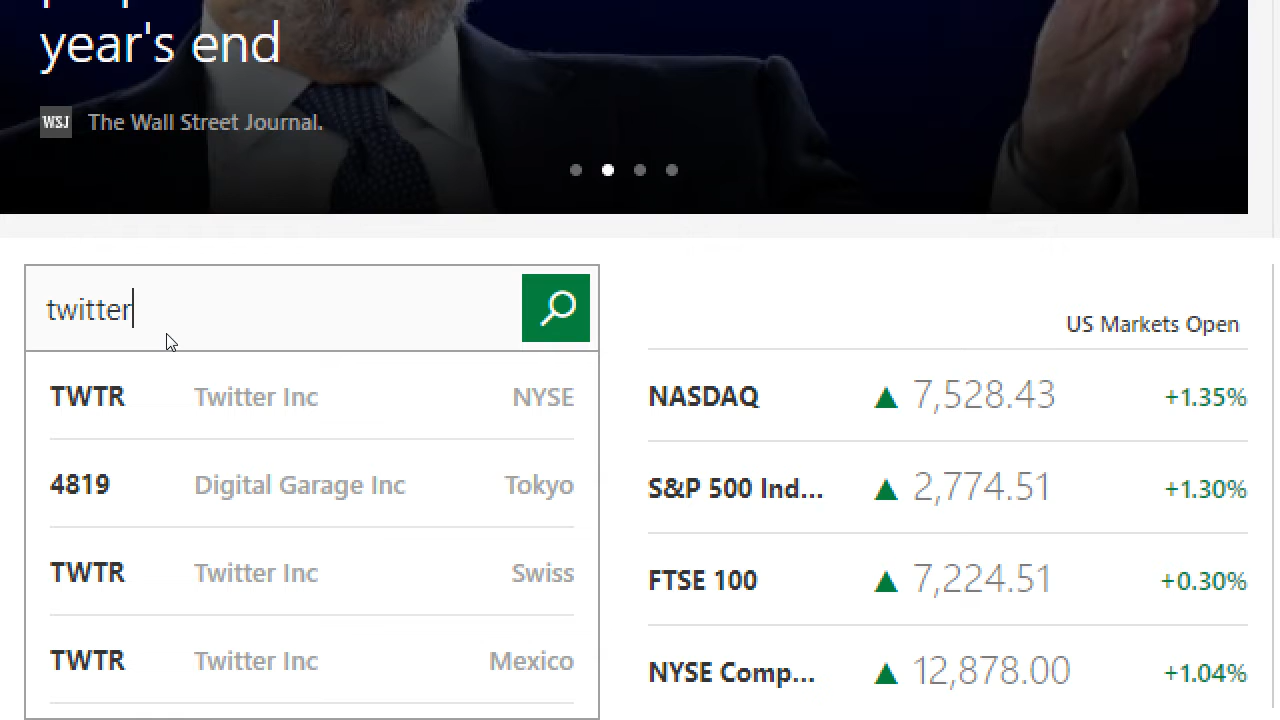 year's end
WSJ The Wall Street Journal.
twitter
TWTR Twitter Inc NYSE
4819 Digital Garage Inc Tokyo
TWTR Twitter Inc Swiss
TWTR Twitter Inc Mexico
US Markets Open
NASDAQ ▲ 7,528.43 +1.35%
S&P 500 Ind... ▲ 2,774.51 +1.30%
FTSE 100 ▲ 7,224.51 +0.30%
NYSE Comp... ▲ 12,878.00 +1.04%